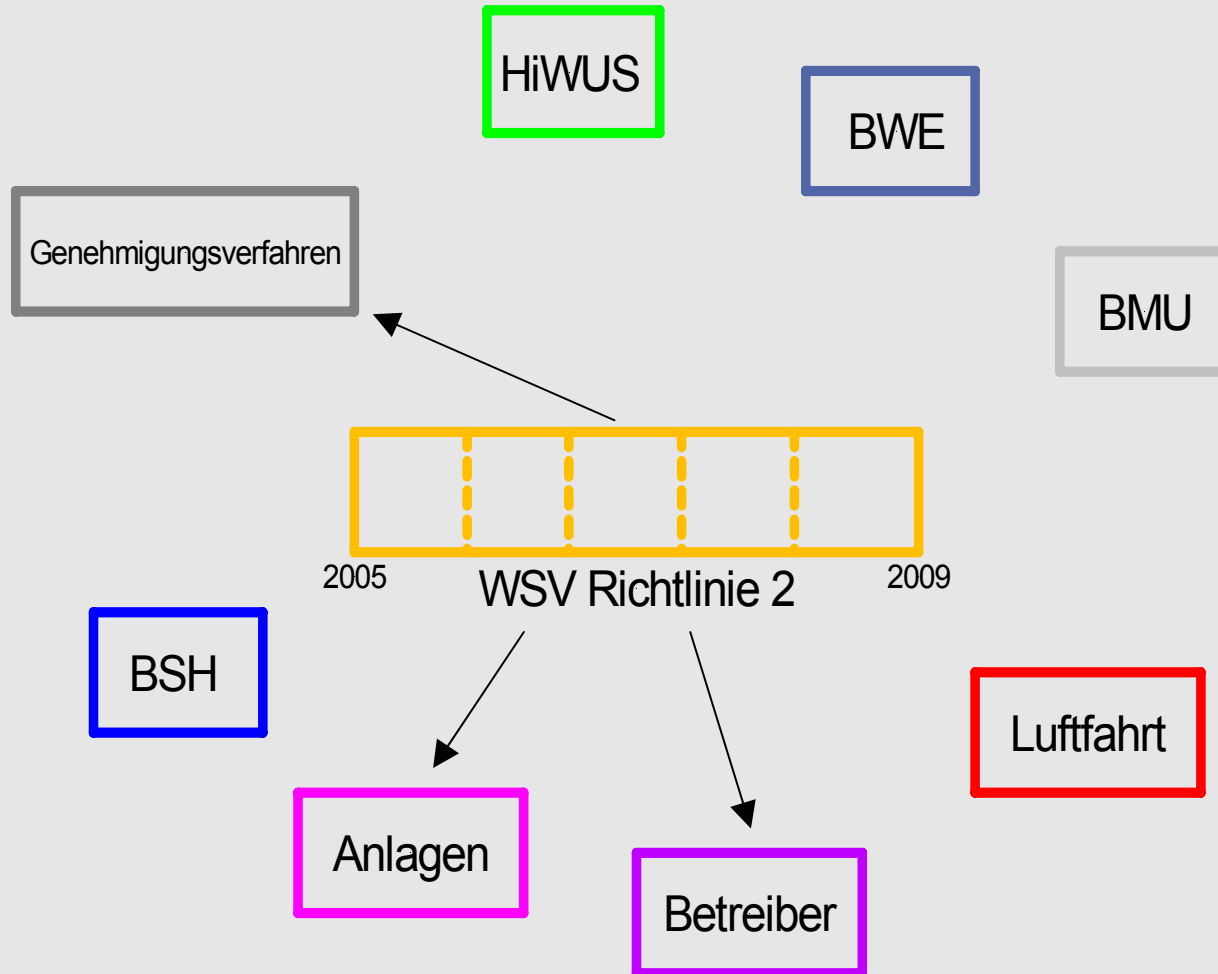 HiWUS
BWE
Genehmigungsverfahren
BMU
2005
WSV Richtlinie 2
2009
BSH
Luftfahrt
Anlagen
Betreiber